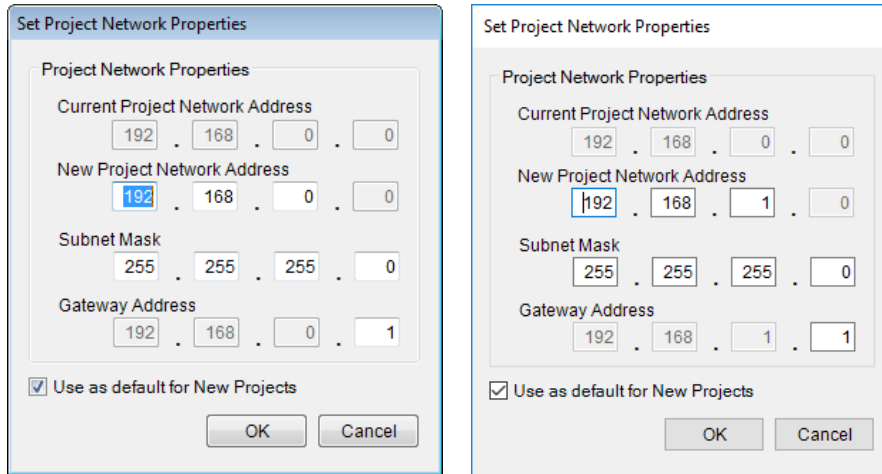 Set Project Network Properties
Project Network Properties
Current Project Network Address
192 . 168 . 0 . 0
New Project Network Address
192 . 168 . 0 . 0
Subnet Mask
255 . 255 . 255 . 0
Gateway Address
192 . 168 . 0 . 1
Use as default for New Projects
OK Cancel
Set Project Network Properties
Project Network Properties
Current Project Network Address
192 . 168 . 0 . 0
New Project Network Address
192 . 168 . 1 . 0
Subnet Mask
255 . 255 . 255 . 0
Gateway Address
192 . 168 . 1 . 1
Use as default for New Projects
OK Cancel